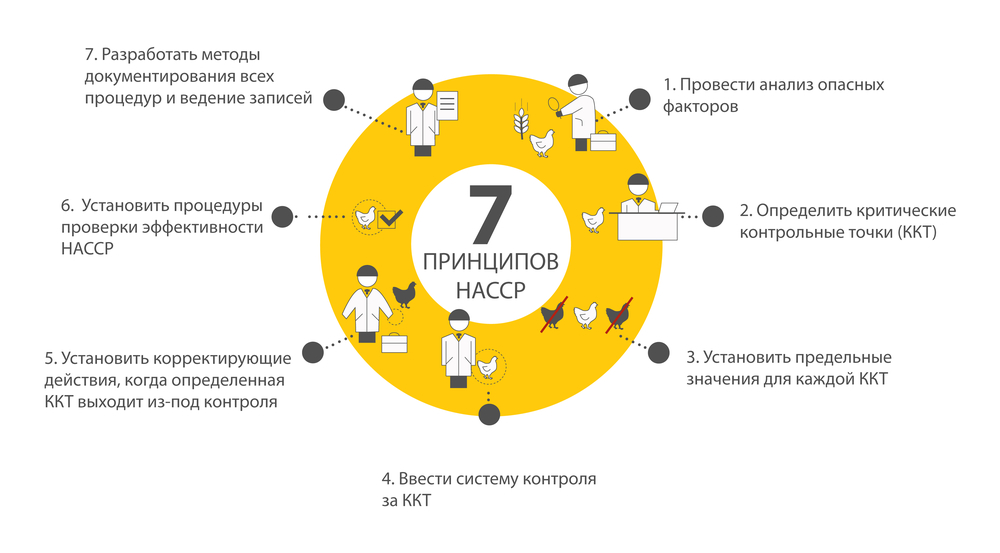 7
ПРИНЦИПОВ
НАССР
1. Провести анализ опасных
факторов
2. Определить критические
контрольные точки (ККТ)
3. Установить предельные
значения для каждой ККТ
4. Ввести систему контроля
за ККТ
5. Установить корректирующие
действия, когда определенная
ККТ выходит из-под контроля
6. Установить процедуры
проверки эффективности
НАССР
7. Разработать методы
документирования всех
процедур и ведение записей